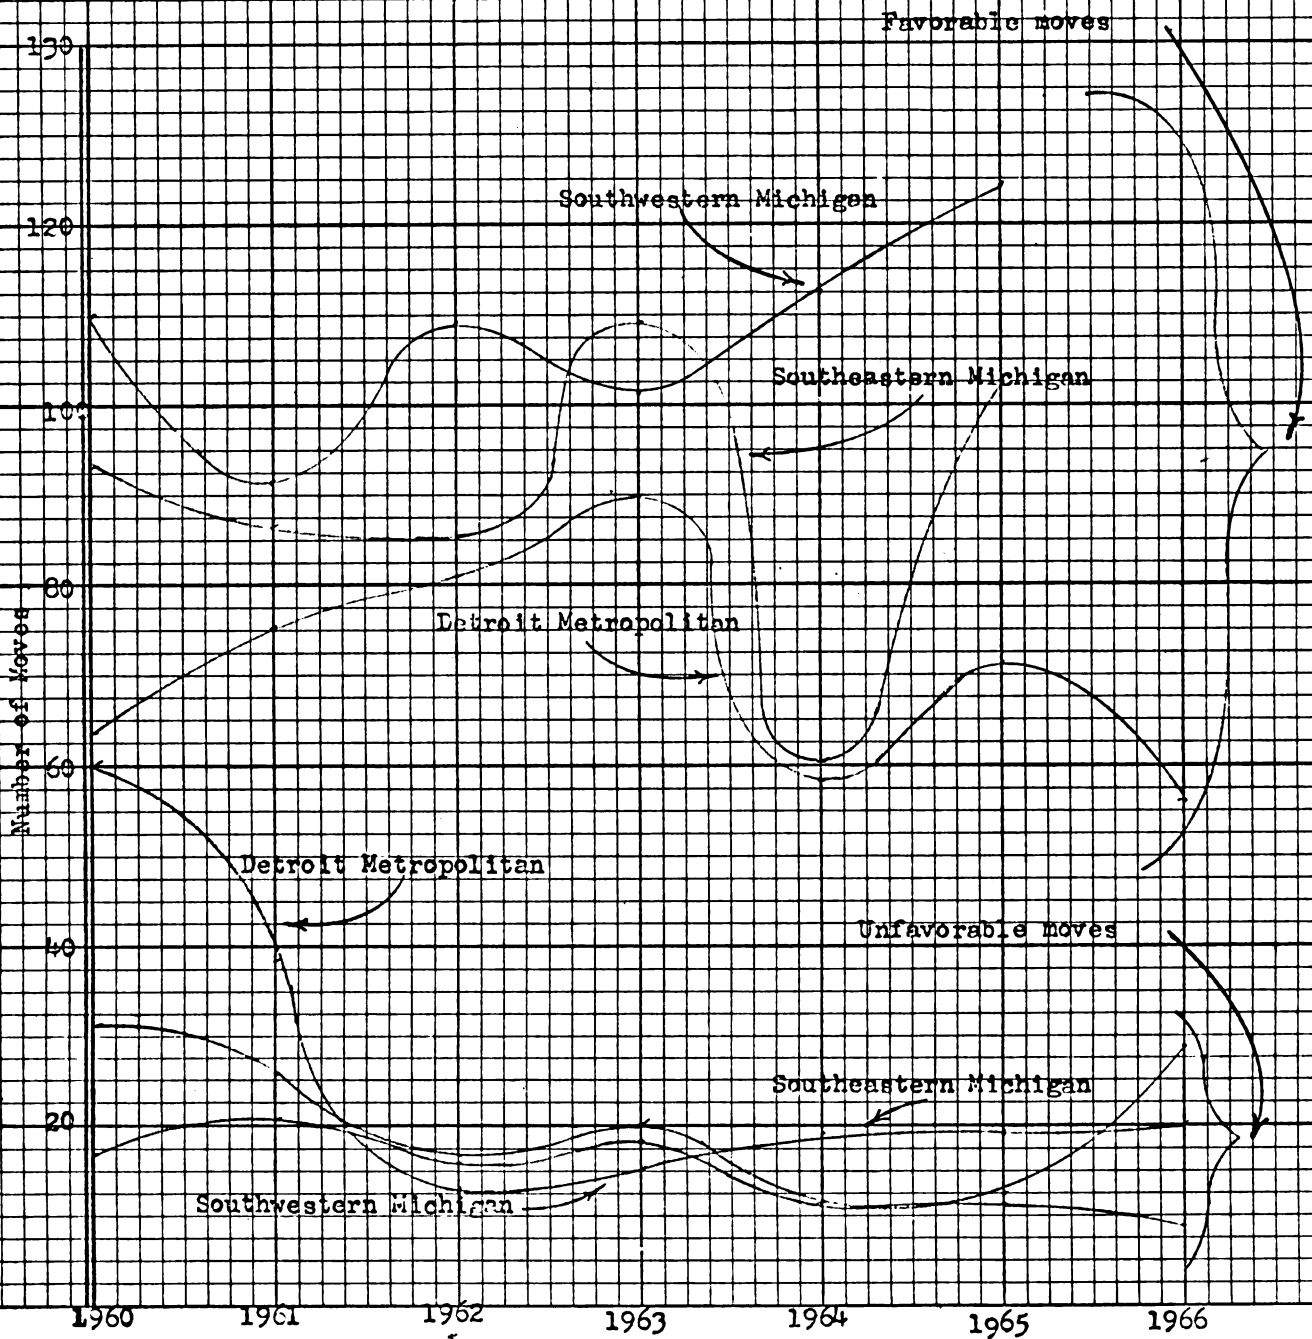 Favorable moves
130
Southwestern Michigan
120
Southeastern Michigan
100
80
Detroit Metropolitan
Number of Moves
60
Detroit Metropolitan
Unfavorable moves
40
Southeastern Michigan
20
Southwestern Michigan
1960 1961 1962 1963 1964 1965 1966